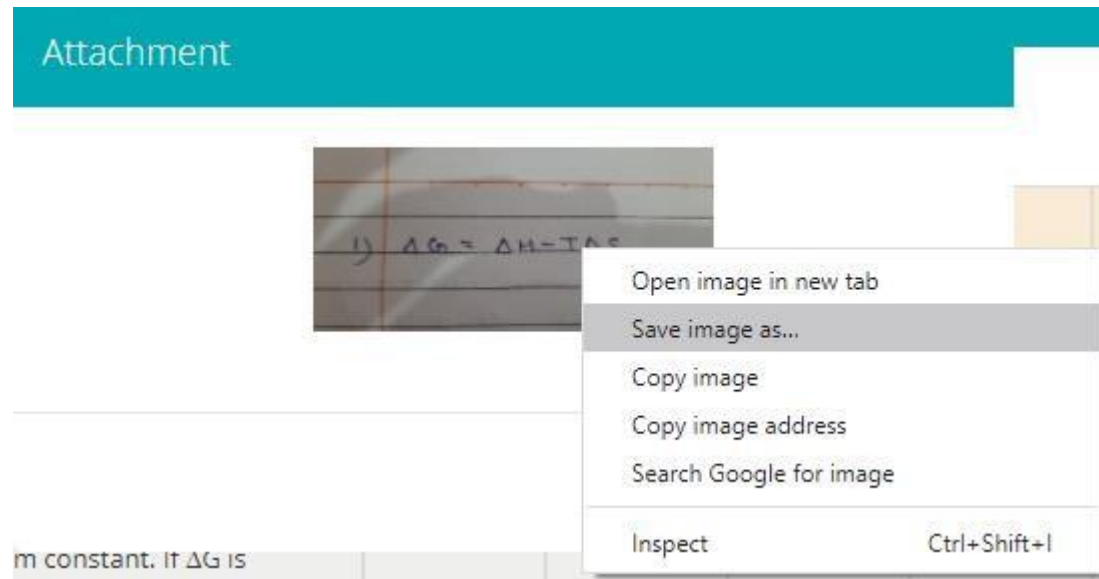 Attachment
1) ΔG = ΔH - TΔS
Open image in new tab
Save image as...
Copy image
Copy image address
Search Google for image
Inspect Ctrl+Shift+I
m constant. If ΔG is